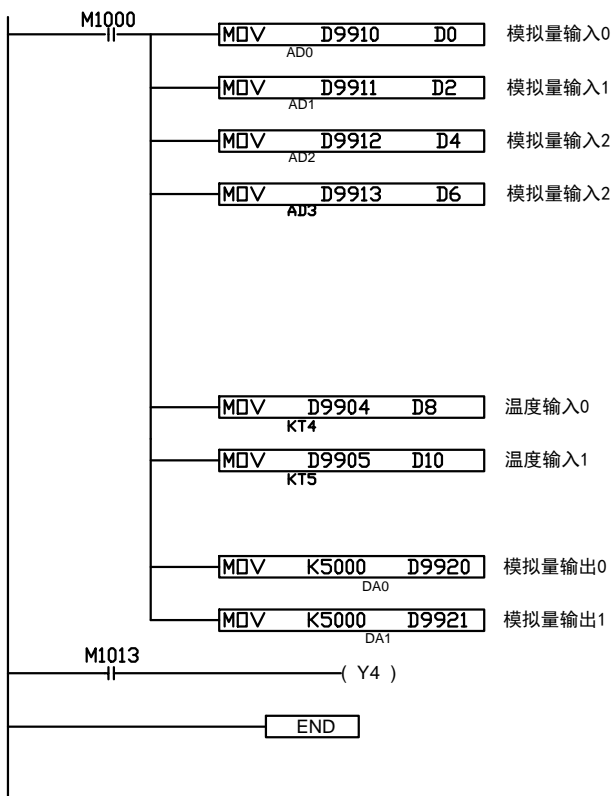 M1000
MOV D9910 D0 模拟量输入0
AD0
MOV D9911 D2 模拟量输入1
AD1
MOV D9912 D4 模拟量输入2
AD2
MOV D9913 D6 模拟量输入2
AD3
MOV D9904 D8 温度输入0
KT4
MOV D9905 D10 温度输入1
KT5
MOV K5000 D9920 模拟量输出0
DA0
MOV K5000 D9921 模拟量输出1
DA1
M1013
( Y4 )
END